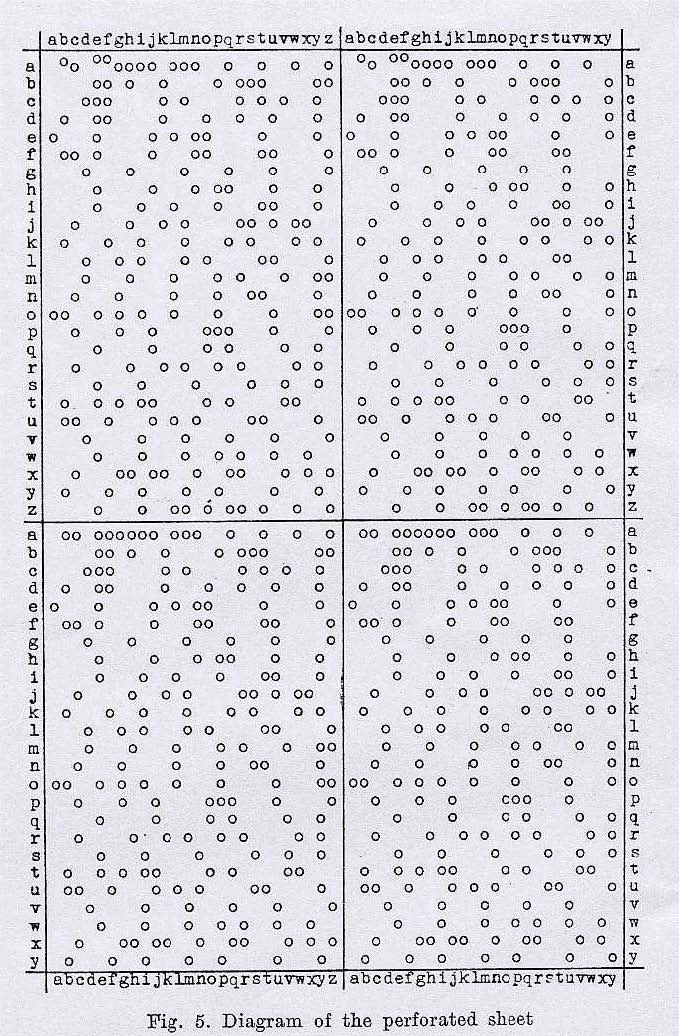 abcdefghijklmnopqrstuvwxyz abcdefghijklmnopqrstuvwxy
a a
b b
c c
d d
e e
f f
g g
h h
i i
j j
k k
l l
m m
n n
o o
p p
q q
r r
s s
t t
u u
v v
w w
x x
y y
z z
a a
b b
c c
d d
e e
f f
g g
h h
i i
j j
k k
l l
m m
n n
o o
p p
q q
r r
s s
t t
u u
v v
w w
x x
y y
abcdefghijklmnopqrstuvwxyz abcdefghijklmnopqrstuvwxy
Fig. 5. Diagram of the perforated sheet